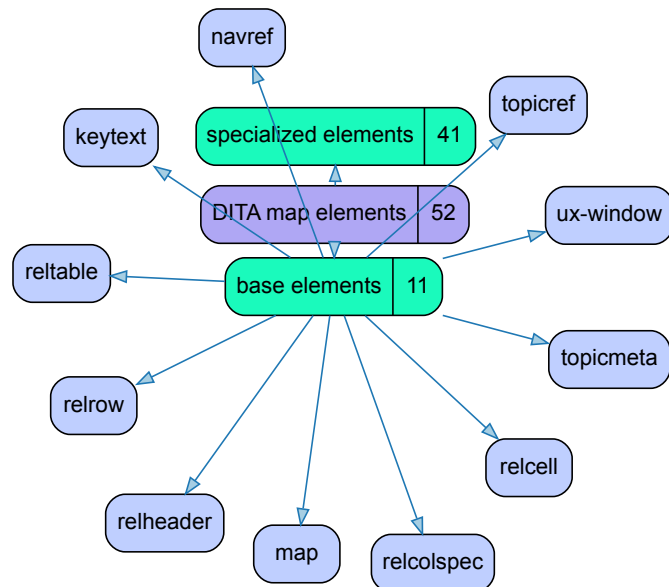 navref
topicref
specialized elements 41
keytext
DITA map elements 52
ux-window
reltable
base elements 11
topicmeta
relrow
relcell
relheader
map
relcolspec